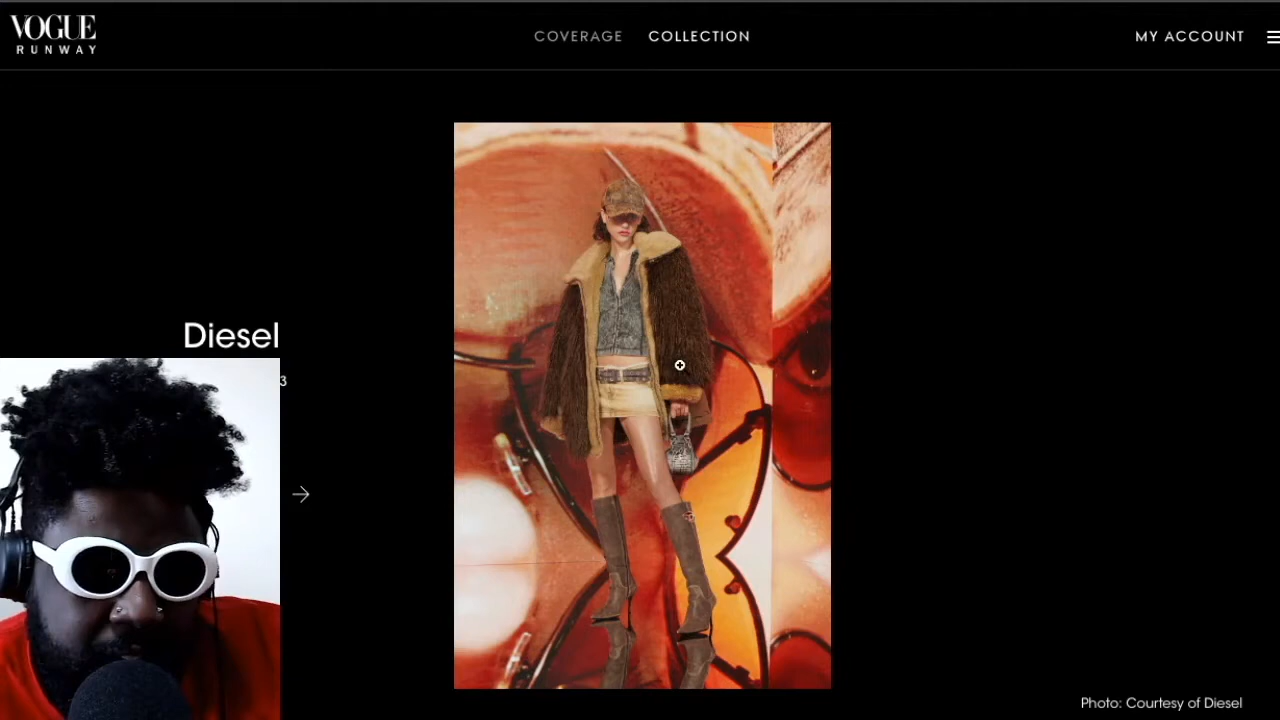 VOGUE
RUNWAY
COVERAGE
COLLECTION
MY ACCOUNT
Diesel
3
Photo: Courtesy of Diesel